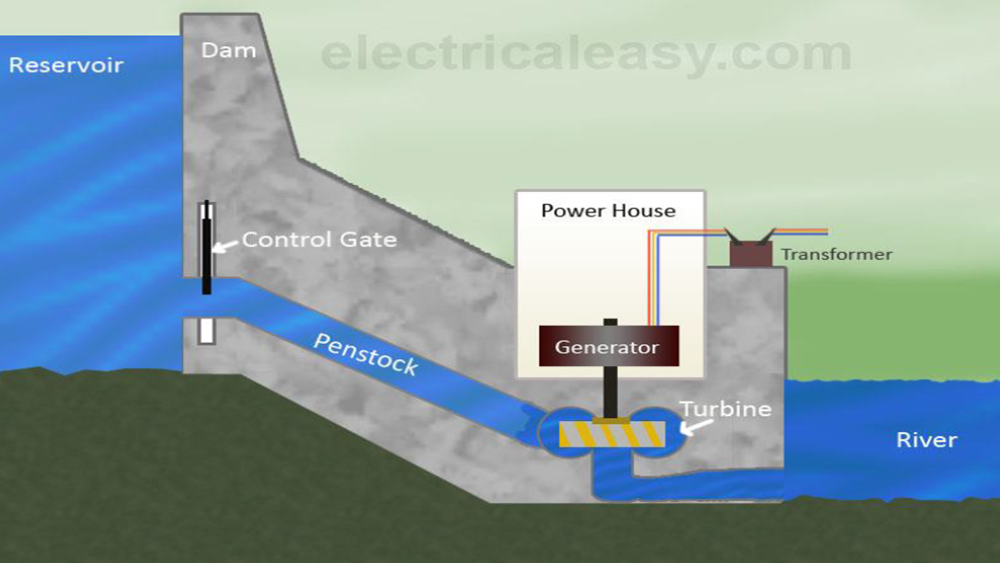 electricaleasy.com
Reservoir
Dam
Control Gate
Penstock
Power House
Transformer
Generator
Turbine
River